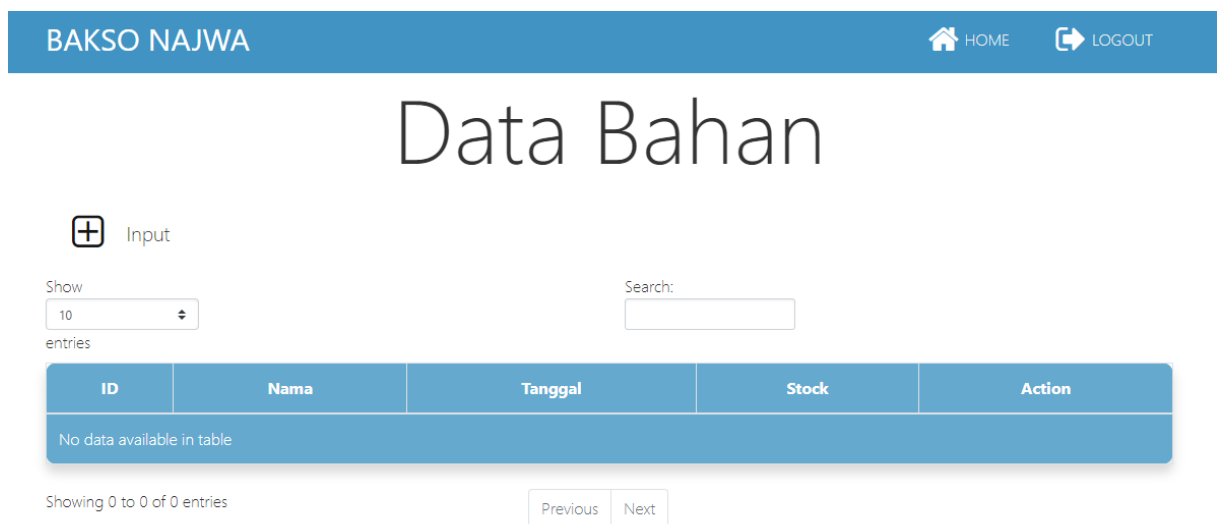 BAKSO NAJWA HOME LOGOUT
Data Bahan
Input
Show Search:
10
entries
ID Nama Tanggal Stock Action
No data available in table
Showing 0 to 0 of 0 entries Previous Next